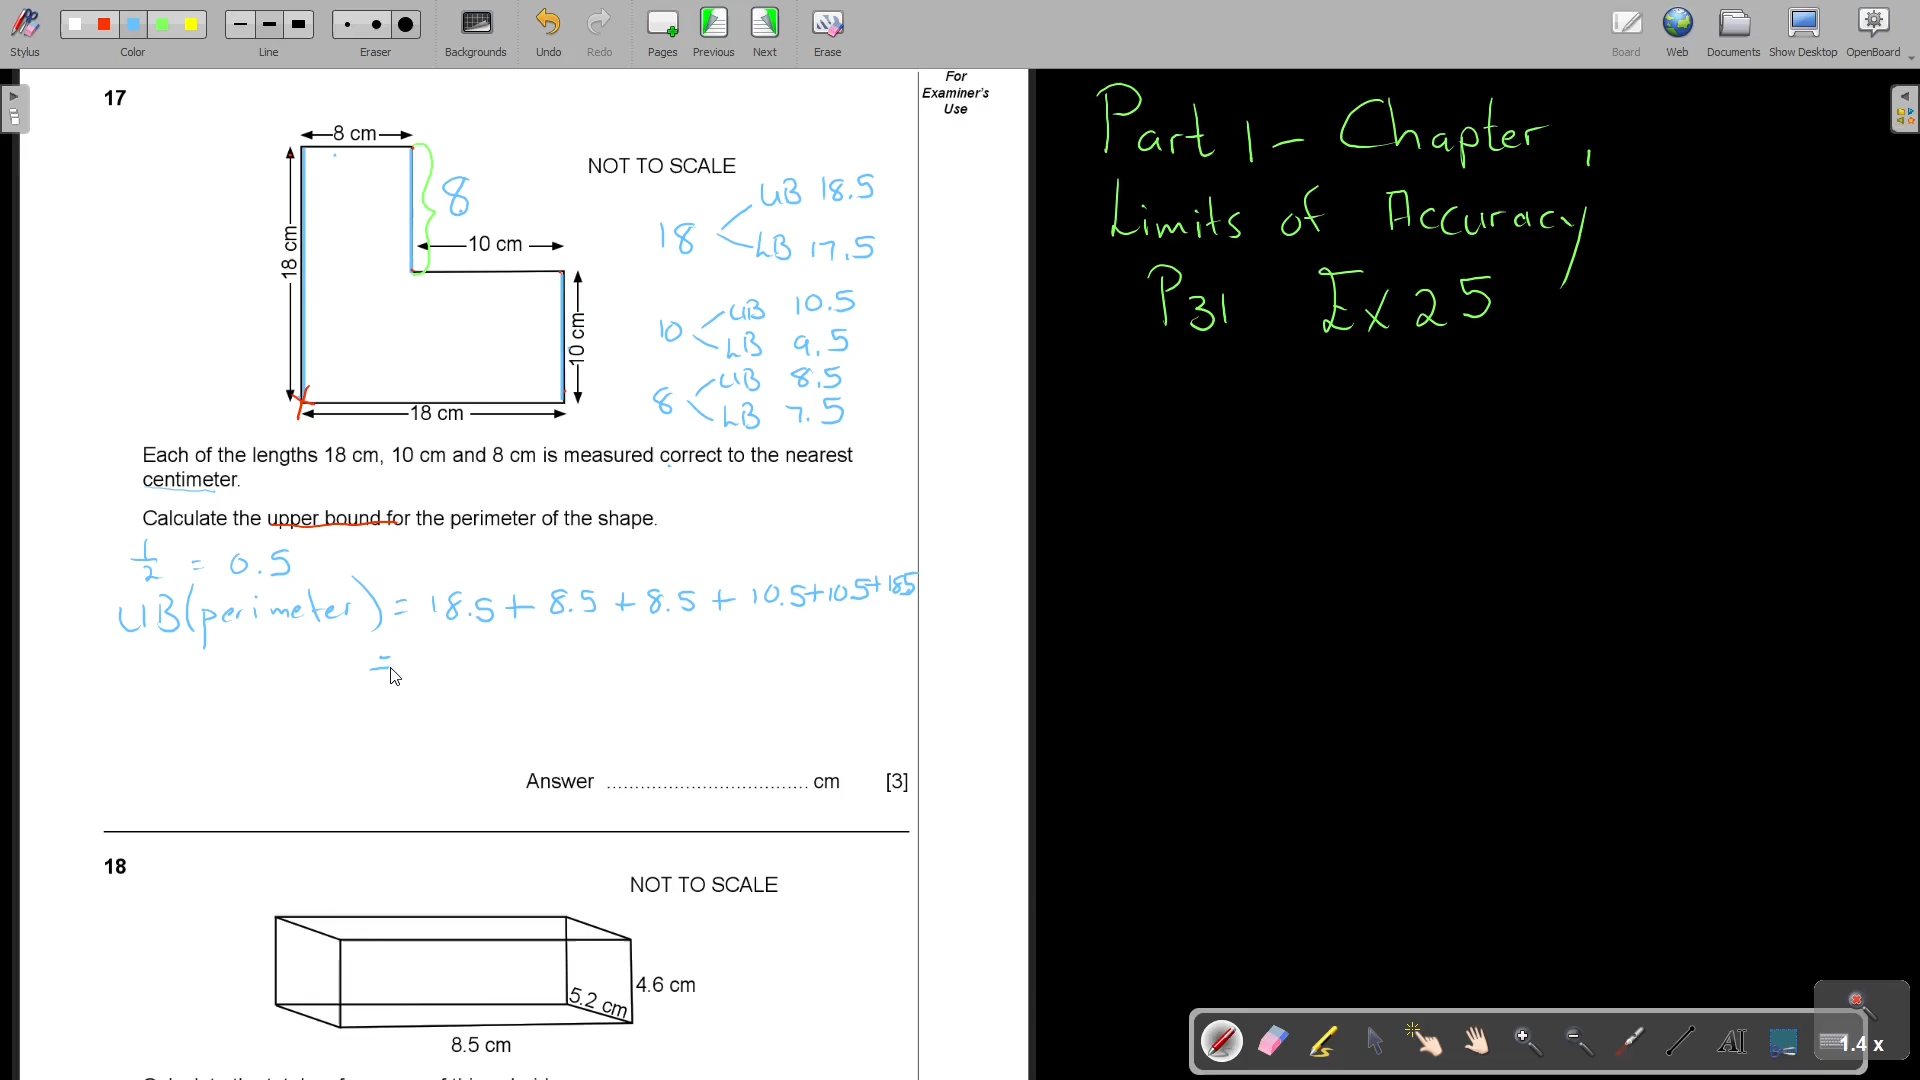 Stylus
Color
Line
Eraser
Backgrounds
Undo
Redo
Pages
Previous
Next
Erase
Board
Web
Documents
Show Desktop
OpenBoard
17
For
Examiner's
Use
8 cm
NOT TO SCALE
8
10 cm
18 cm
10 cm
18 cm
18
UB 18.5
LB 17.5
10
UB 10.5
LB 9.5
8
UB 8.5
LB 7.5
Each of the lengths 18 cm, 10 cm and 8 cm is measured correct to the nearest
centimeter.
Calculate the upper bound for the perimeter of the shape.
1/2 = 0.5
UB(perimeter) = 18.5 + 8.5 + 8.5 + 10.5+10.5+18.5
=
Answer .................................. cm [3]
18
NOT TO SCALE
4.6 cm
5.2 cm
8.5 cm
Part 1 - Chapter 1
Limits of Accuracy
P31 Ex 25
AI
1.4 x